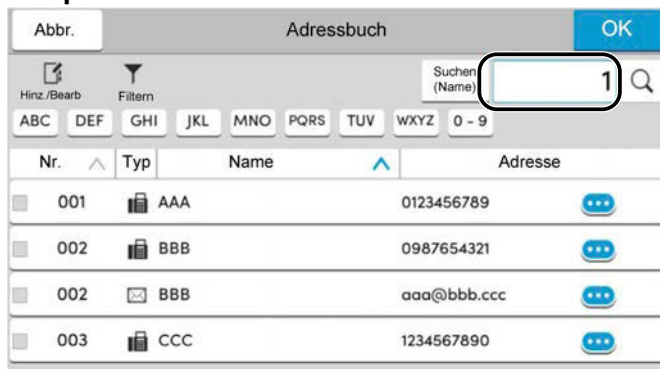 Abbr. Adressbuch OK
Hinz./Bearb Filtern Suchen (Name) 1
ABC DEF GHI JKL MNO PQRS TUV WXYZ 0 - 9
Nr. Typ Name Adresse
001 AAA 0123456789
002 BBB 0987654321
002 BBB aaa@bbb.ccc
003 CCC 1234567890